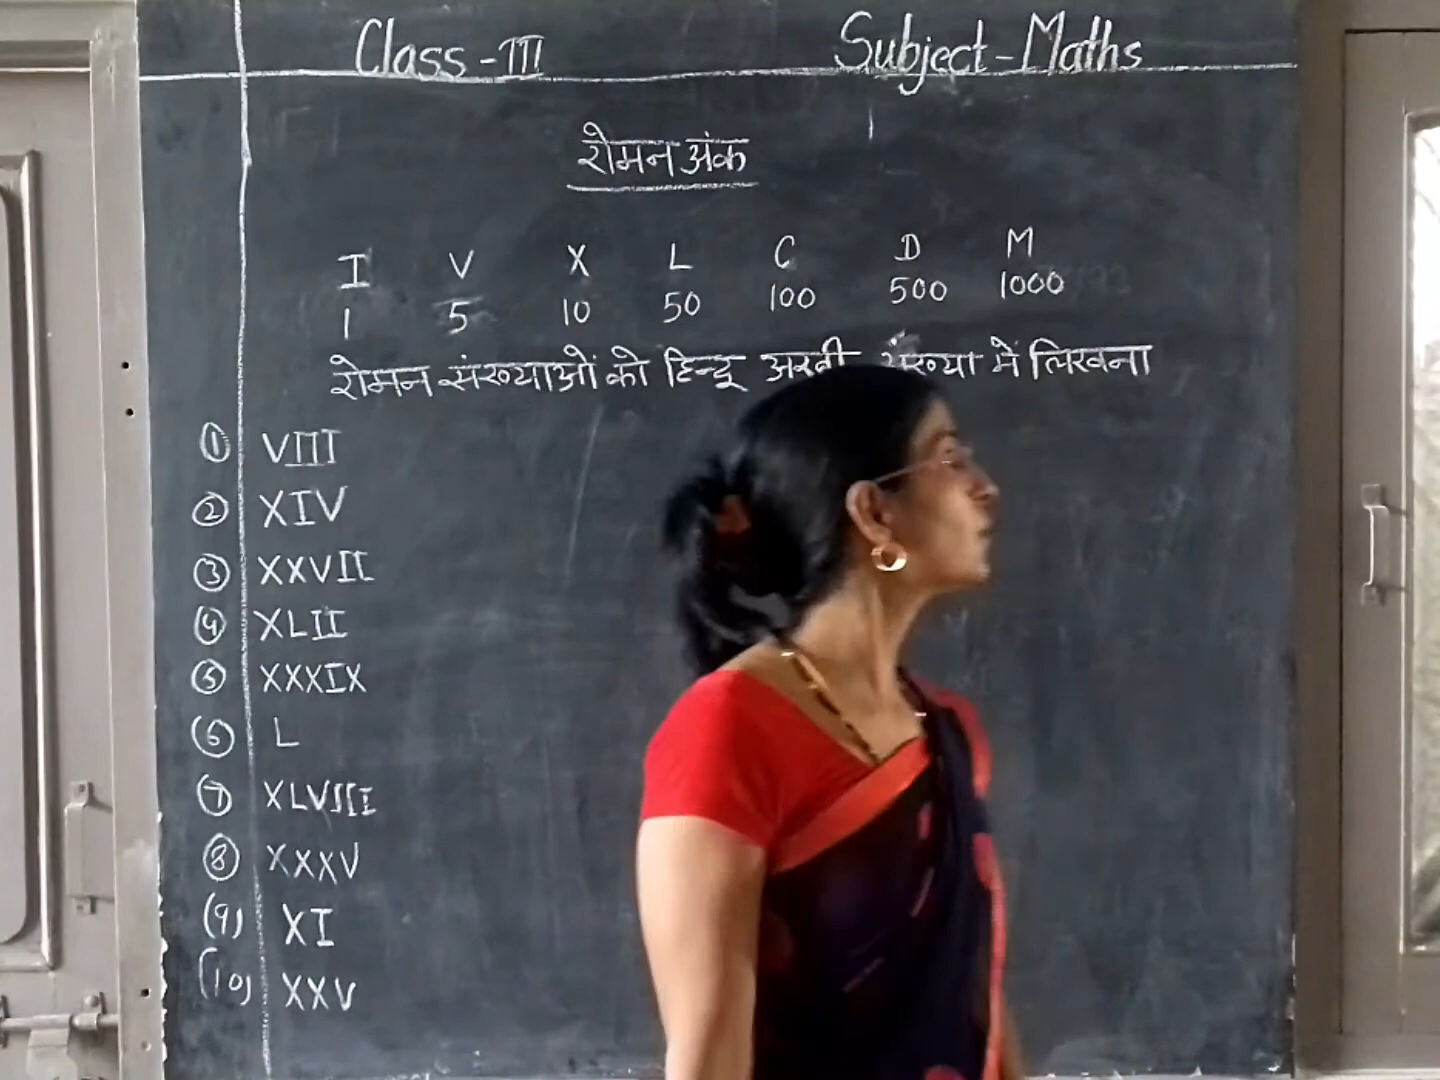 Class-III Subject-Maths
रोमन अंक
I V X L C D M
1 5 10 50 100 500 1000
रोमन संख्याओं को हिन्दू अरबी संख्या में लिखना
1 VIII
2 XIV
3 XXVII
4 XLII
5 XXXIX
(6) L
7 XLVIII
8 XXXV
(9) XI
(10) XXV